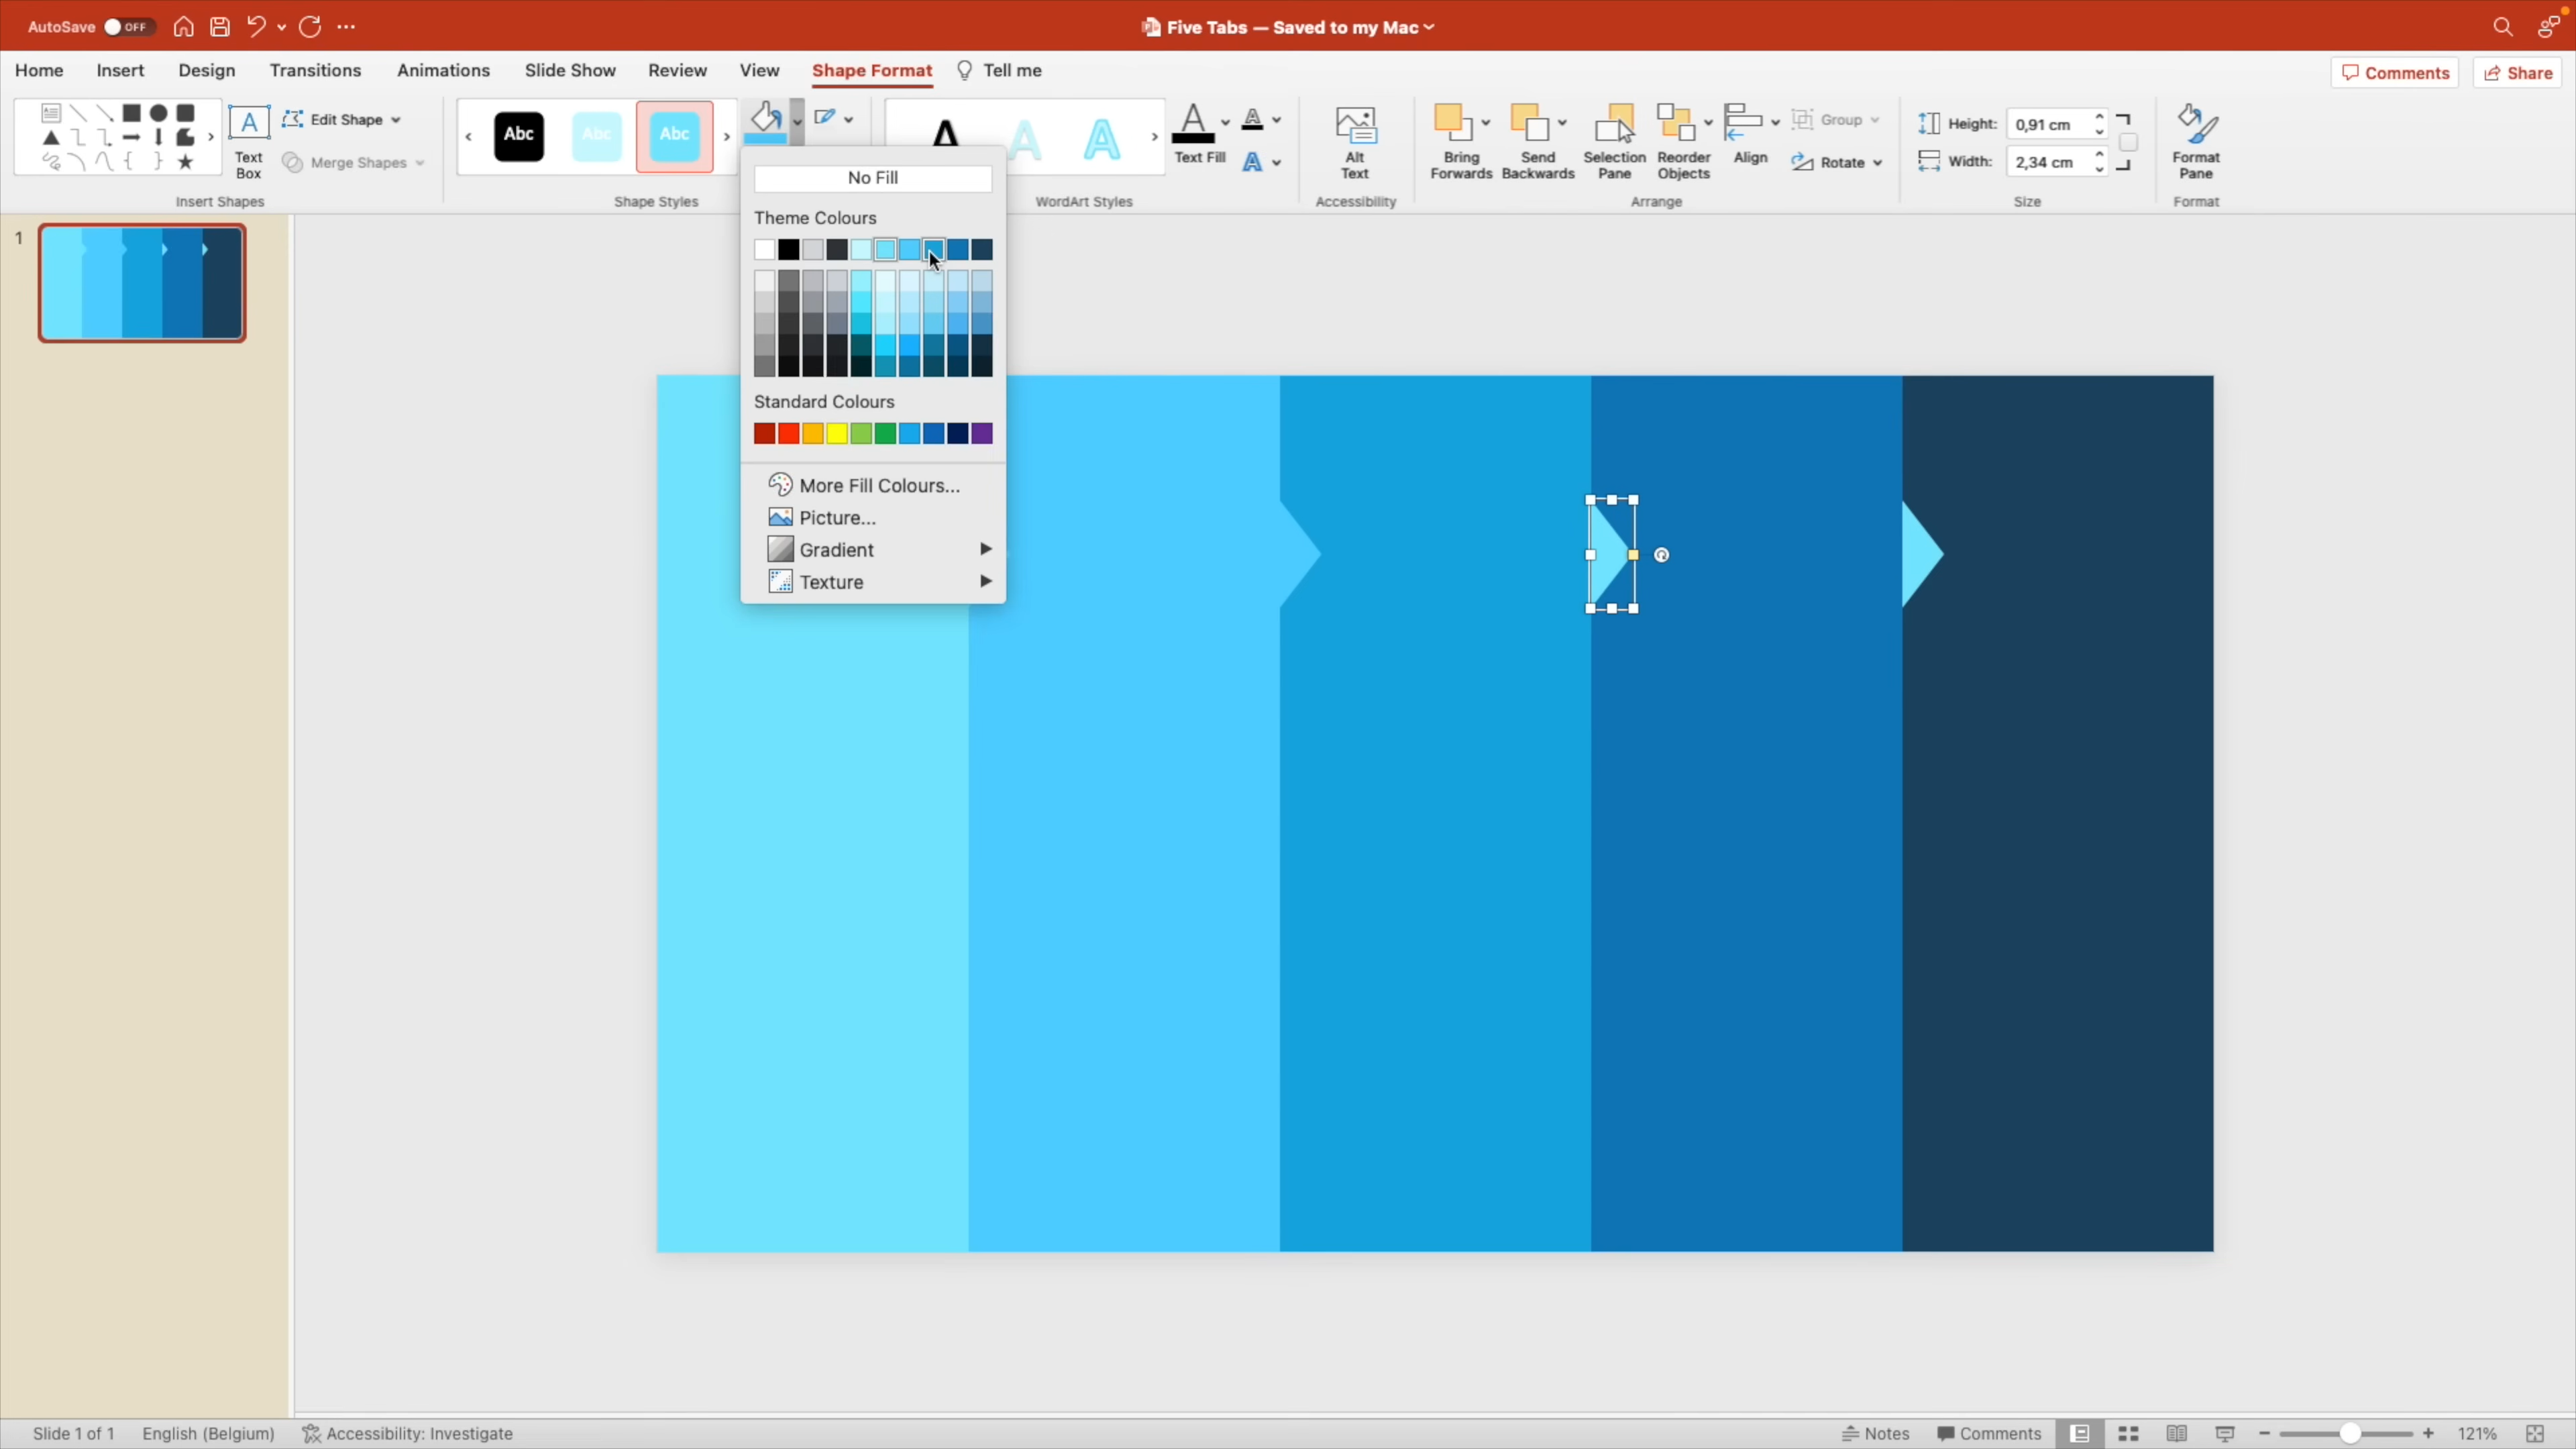 AutoSave OFF
Five Tabs — Saved to my Mac
Home Insert Design Transitions Animations Slide Show Review View Shape Format Tell me
Comments Share
Text Box
Edit Shape
Merge Shapes
Insert Shapes
Abc Abc Abc
Shape Styles
A A A
WordArt Styles
Text Fill
Alt Text
Accessibility
Bring Forwards
Send Backwards
Selection Pane
Reorder Objects
Align
Group
Rotate
Arrange
Height: 0,91 cm
Width: 2,34 cm
Size
Format Pane
Format
No Fill
Theme Colours
Standard Colours
More Fill Colours...
Picture...
Gradient
Texture
1
Slide 1 of 1 English (Belgium) Accessibility: Investigate
Notes Comments 121%